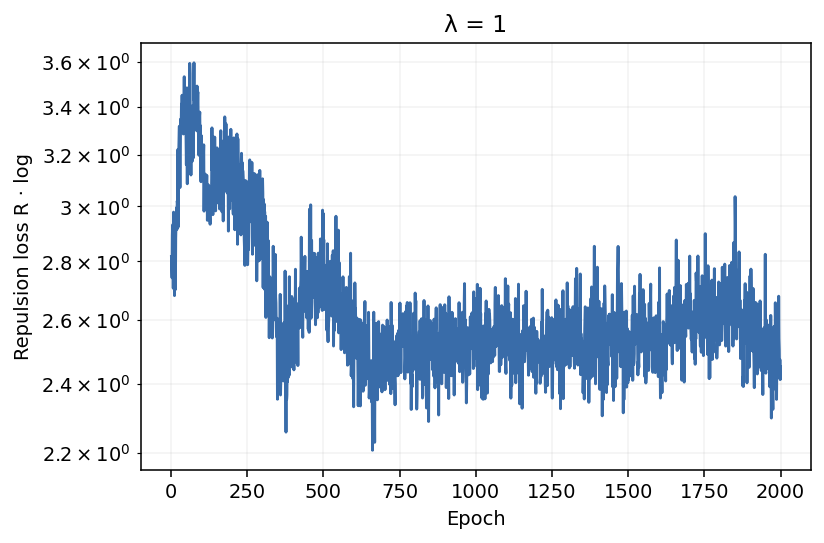 λ = 1
Repulsion loss R · log
3.6 × 10⁰
3.4 × 10⁰
3.2 × 10⁰
3 × 10⁰
2.8 × 10⁰
2.6 × 10⁰
2.4 × 10⁰
2.2 × 10⁰
0 250 500 750 1000 1250 1500 1750 2000
Epoch